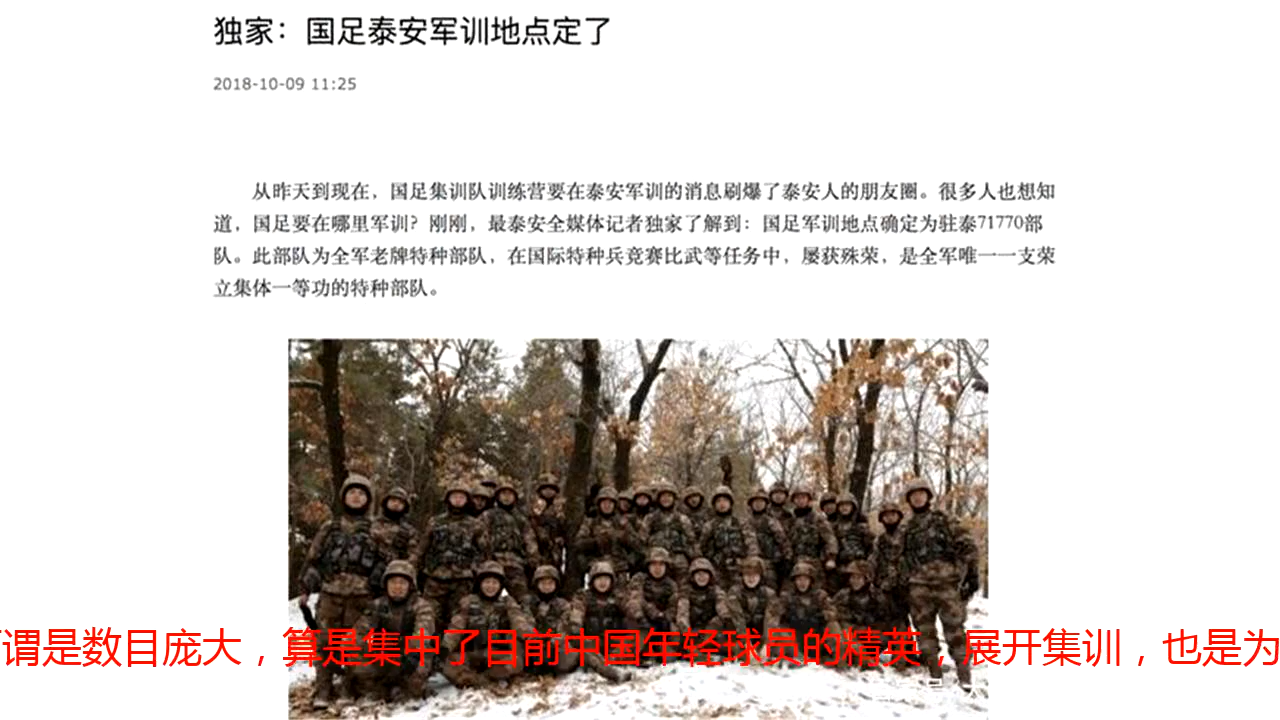 独家：国足泰安军训地点定了
2018-10-09 11:25
从昨天到现在，国足集训队训练营要在泰安军训的消息刷爆了泰安人的朋友圈。很多人也想知
道，国足要在哪里军训？刚刚，最泰安全媒体记者独家了解到：国足军训地点确定为驻泰71770部
队。此部队为全军老牌特种部队，在国际特种兵竞赛比武等任务中，屡获殊荣，是全军唯一一支荣
立集体一等功的特种部队。
谓是数目庞大，算是集中了目前中国年轻球员的精英，展开集训，也是为